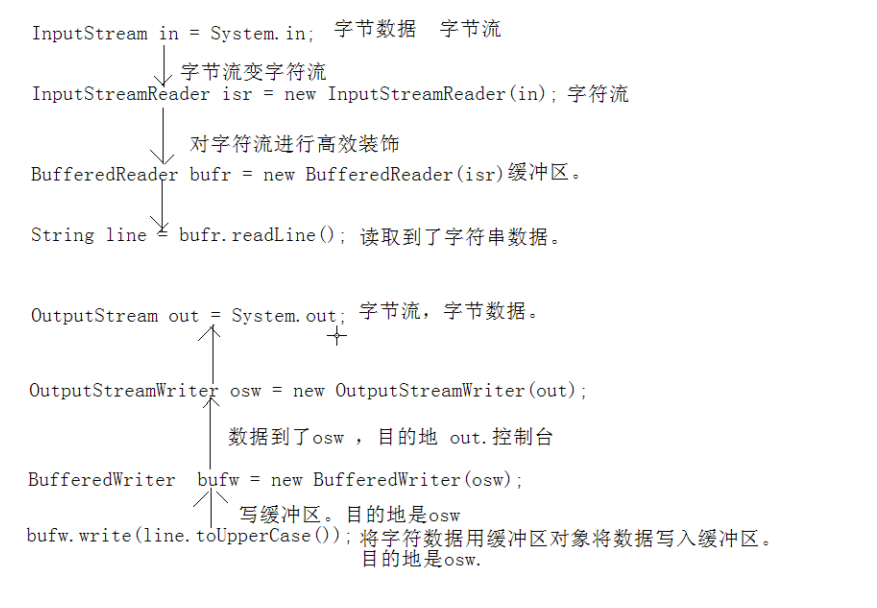 InputStream in = System.in; 字节数据 字节流
字节流变字符流
InputStreamReader isr = new InputStreamReader(in); 字符流
对字符流进行高效装饰
BufferedReader bufr = new BufferedReader(isr)缓冲区。
String line = bufr.readLine(); 读取到了字符串数据。
OutputStream out = System.out; 字节流，字节数据。
OutputStreamWriter osw = new OutputStreamWriter(out);
数据到了osw ，目的地 out.控制台
BufferedWriter bufw = new BufferedWriter(osw);
写缓冲区。目的地是osw
bufw.write(line.toUpperCase()); 将字符数据用缓冲区对象将数据写入缓冲区。
目的地是osw.